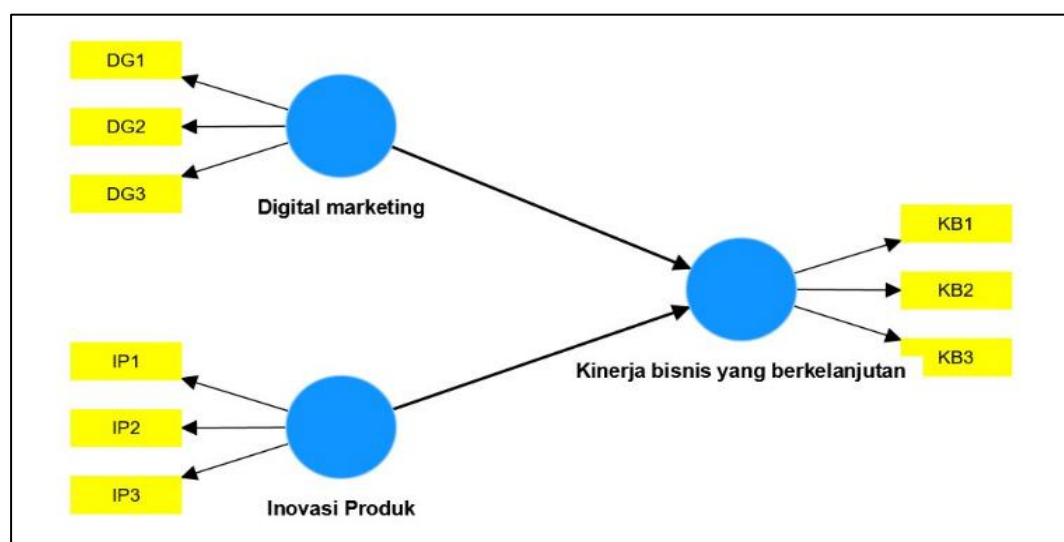 DG1
DG2
DG3
Digital marketing
KB1
KB2
KB3
Kinerja bisnis yang berkelanjutan
IP1
IP2
IP3
Inovasi Produk